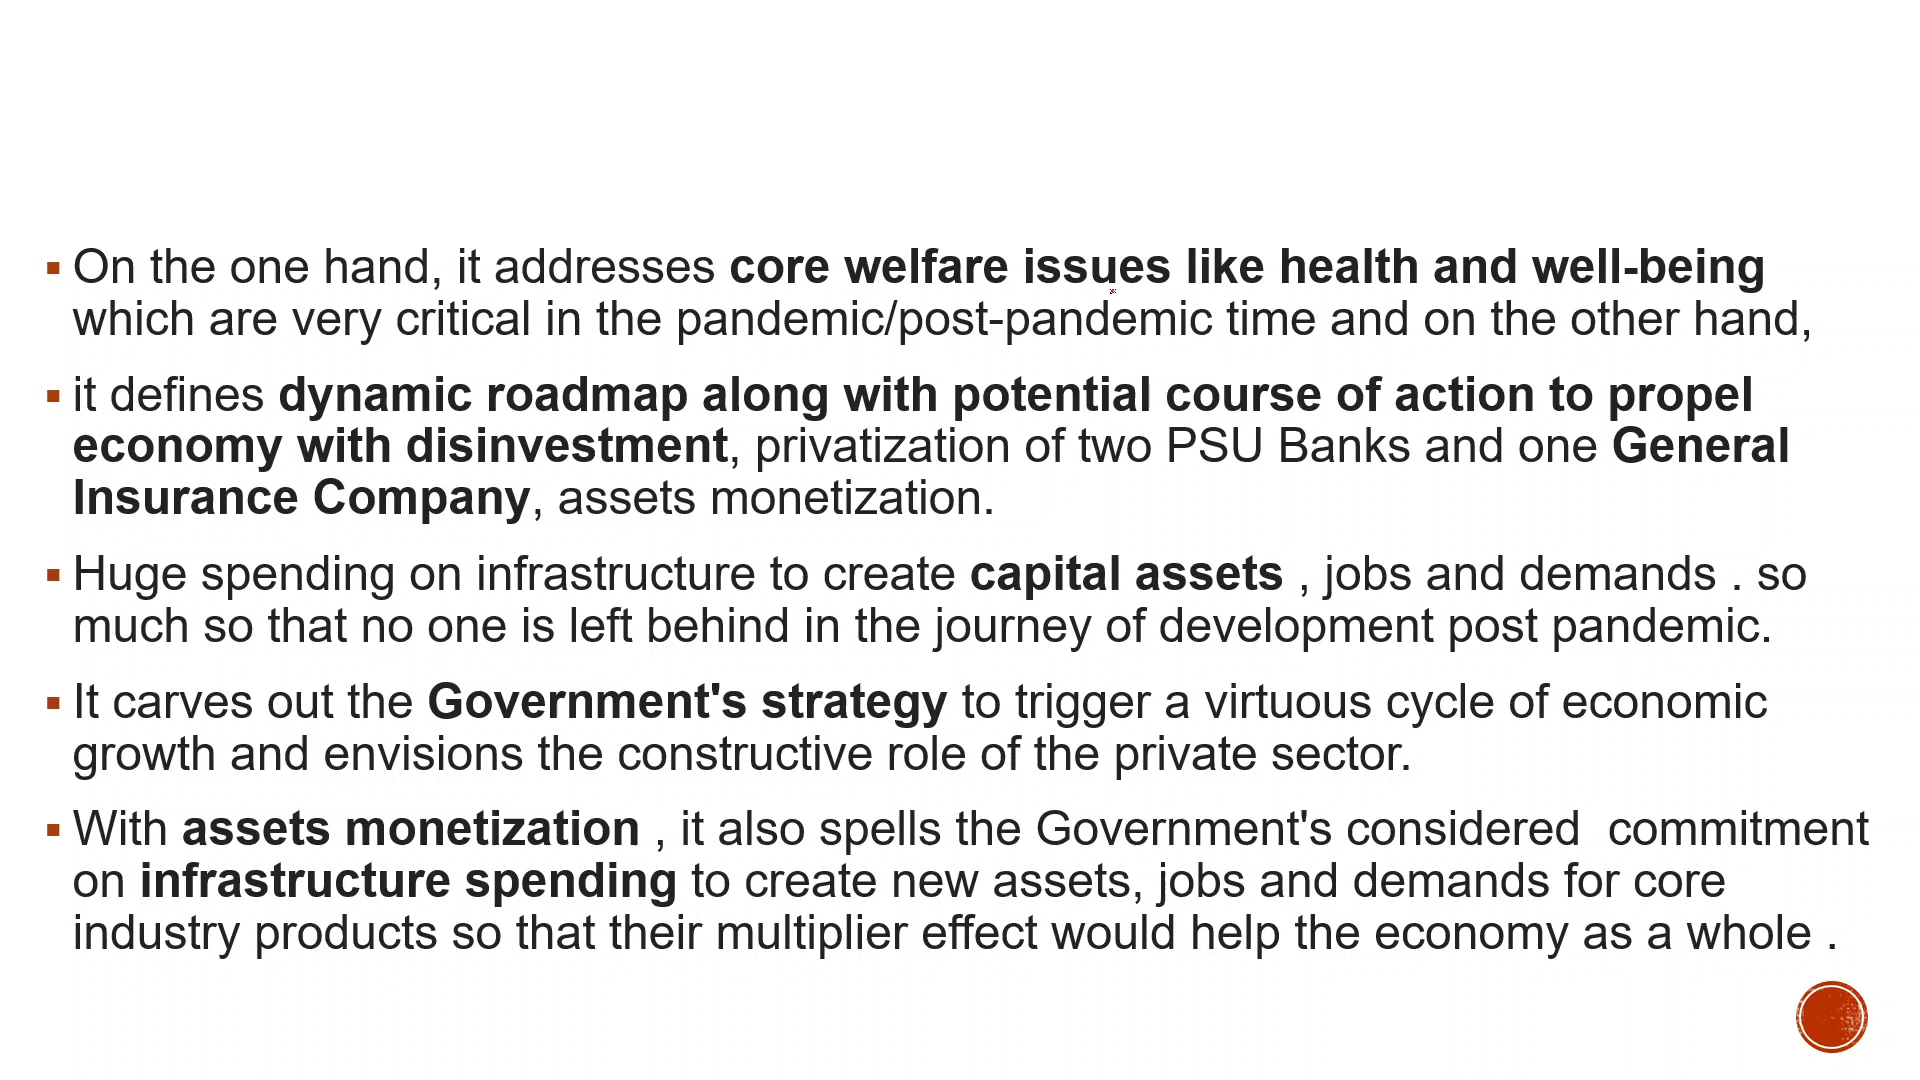 On the one hand, it addresses core welfare issues like health and well-being
which are very critical in the pandemic/post-pandemic time and on the other hand,
it defines dynamic roadmap along with potential course of action to propel
economy with disinvestment, privatization of two PSU Banks and one General
Insurance Company, assets monetization.
Huge spending on infrastructure to create capital assets , jobs and demands . so
much so that no one is left behind in the journey of development post pandemic.
It carves out the Government's strategy to trigger a virtuous cycle of economic
growth and envisions the constructive role of the private sector.
With assets monetization , it also spells the Government's considered  commitment
on infrastructure spending to create new assets, jobs and demands for core
industry products so that their multiplier effect would help the economy as a whole .